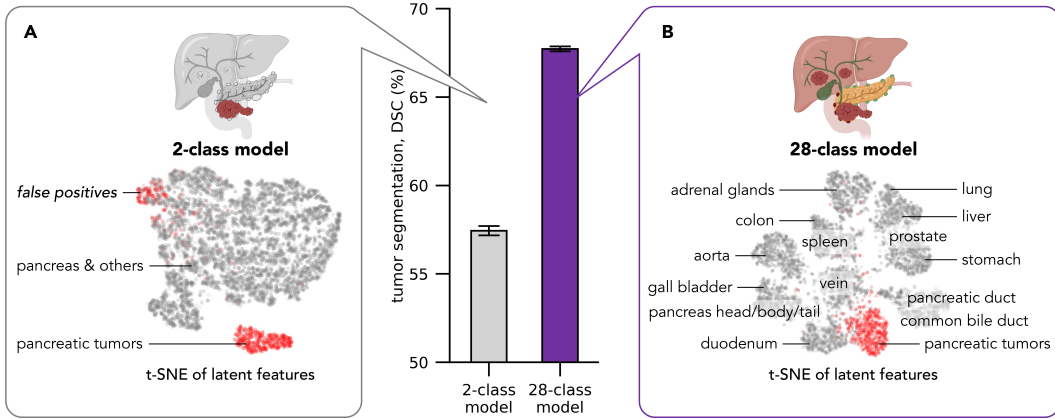 A
2-class model
false positives
pancreas & others
pancreatic tumors
t-SNE of latent features
tumor segmentation, DSC (%)
70
65
60
55
50
2-class
model
28-class
model
B
28-class model
adrenal glands
lung
colon
liver
spleen
prostate
aorta
stomach
gall bladder
vein
pancreatic duct
pancreas head/body/tail
common bile duct
duodenum
pancreatic tumors
t-SNE of latent features